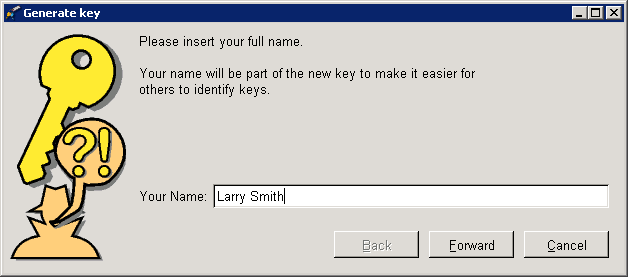 Generate key
Please insert your full name.
Your name will be part of the new key to make it easier for
others to identify keys.
?!
Your Name: Larry Smith
Back Forward Cancel